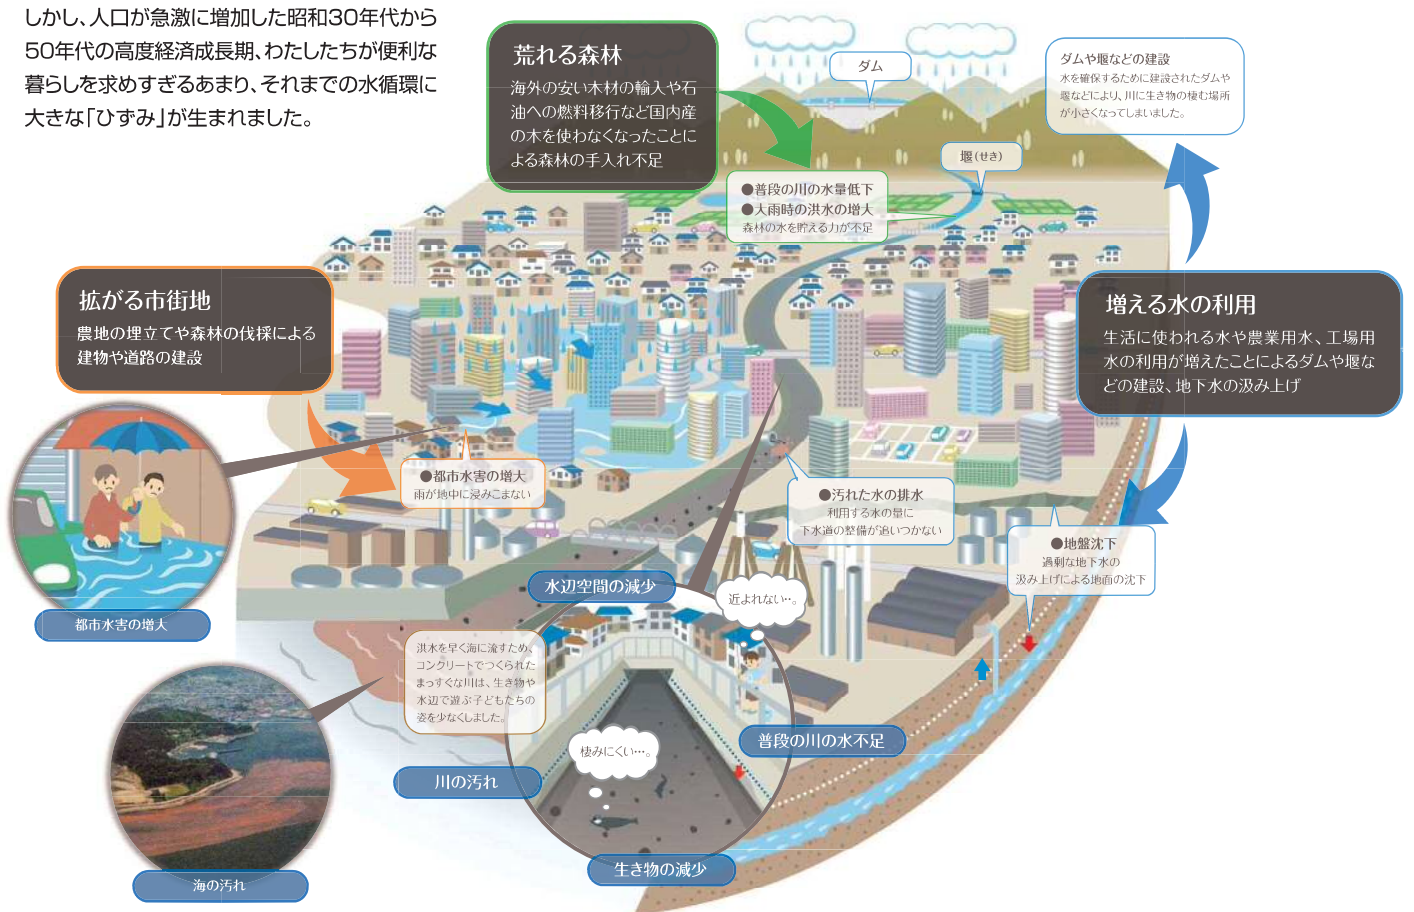 しかし、人口が急激に増加した昭和30年代から
50年代の高度経済成長期、わたしたちが便利な
暮らしを求めすぎるあまり、それまでの水循環に
大きな「ひずみ」が生まれました。
荒れる森林
海外の安い木材の輸入や石
油への燃料移行など国内産
の木を使わなくなったことに
よる森林の手入れ不足
ダム
ダムや堰などの建設
水を確保するために建設されたダムや
堰などにより、川に生き物の棲む場所
が小さくなってしまいました。
堰(せき)
●普段の川の水量低下
●大雨時の洪水の増大
森林の水を貯える力が不足
拡がる市街地
農地の埋立てや森林の伐採による
建物や道路の建設
増える水の利用
生活に使われる水や農業用水、工場用
水の利用が増えたことによるダムや堰な
どの建設、地下水の汲み上げ
●都市水害の増大
雨が地中に浸みこまない
●汚れた水の排水
利用する水の量に
下水道の整備が追いつかない
●地盤沈下
過剰な地下水の
汲み上げによる地面の沈下
都市水害の増大
水辺空間の減少
近よれない…。
洪水を早く海に流すため、
コンクリートでつくられた
まっすぐな川は、生き物や
水辺で遊ぶ子どもたちの
姿を少なくしました。
棲みにくい…。
普段の川の水不足
川の汚れ
生き物の減少
海の汚れ